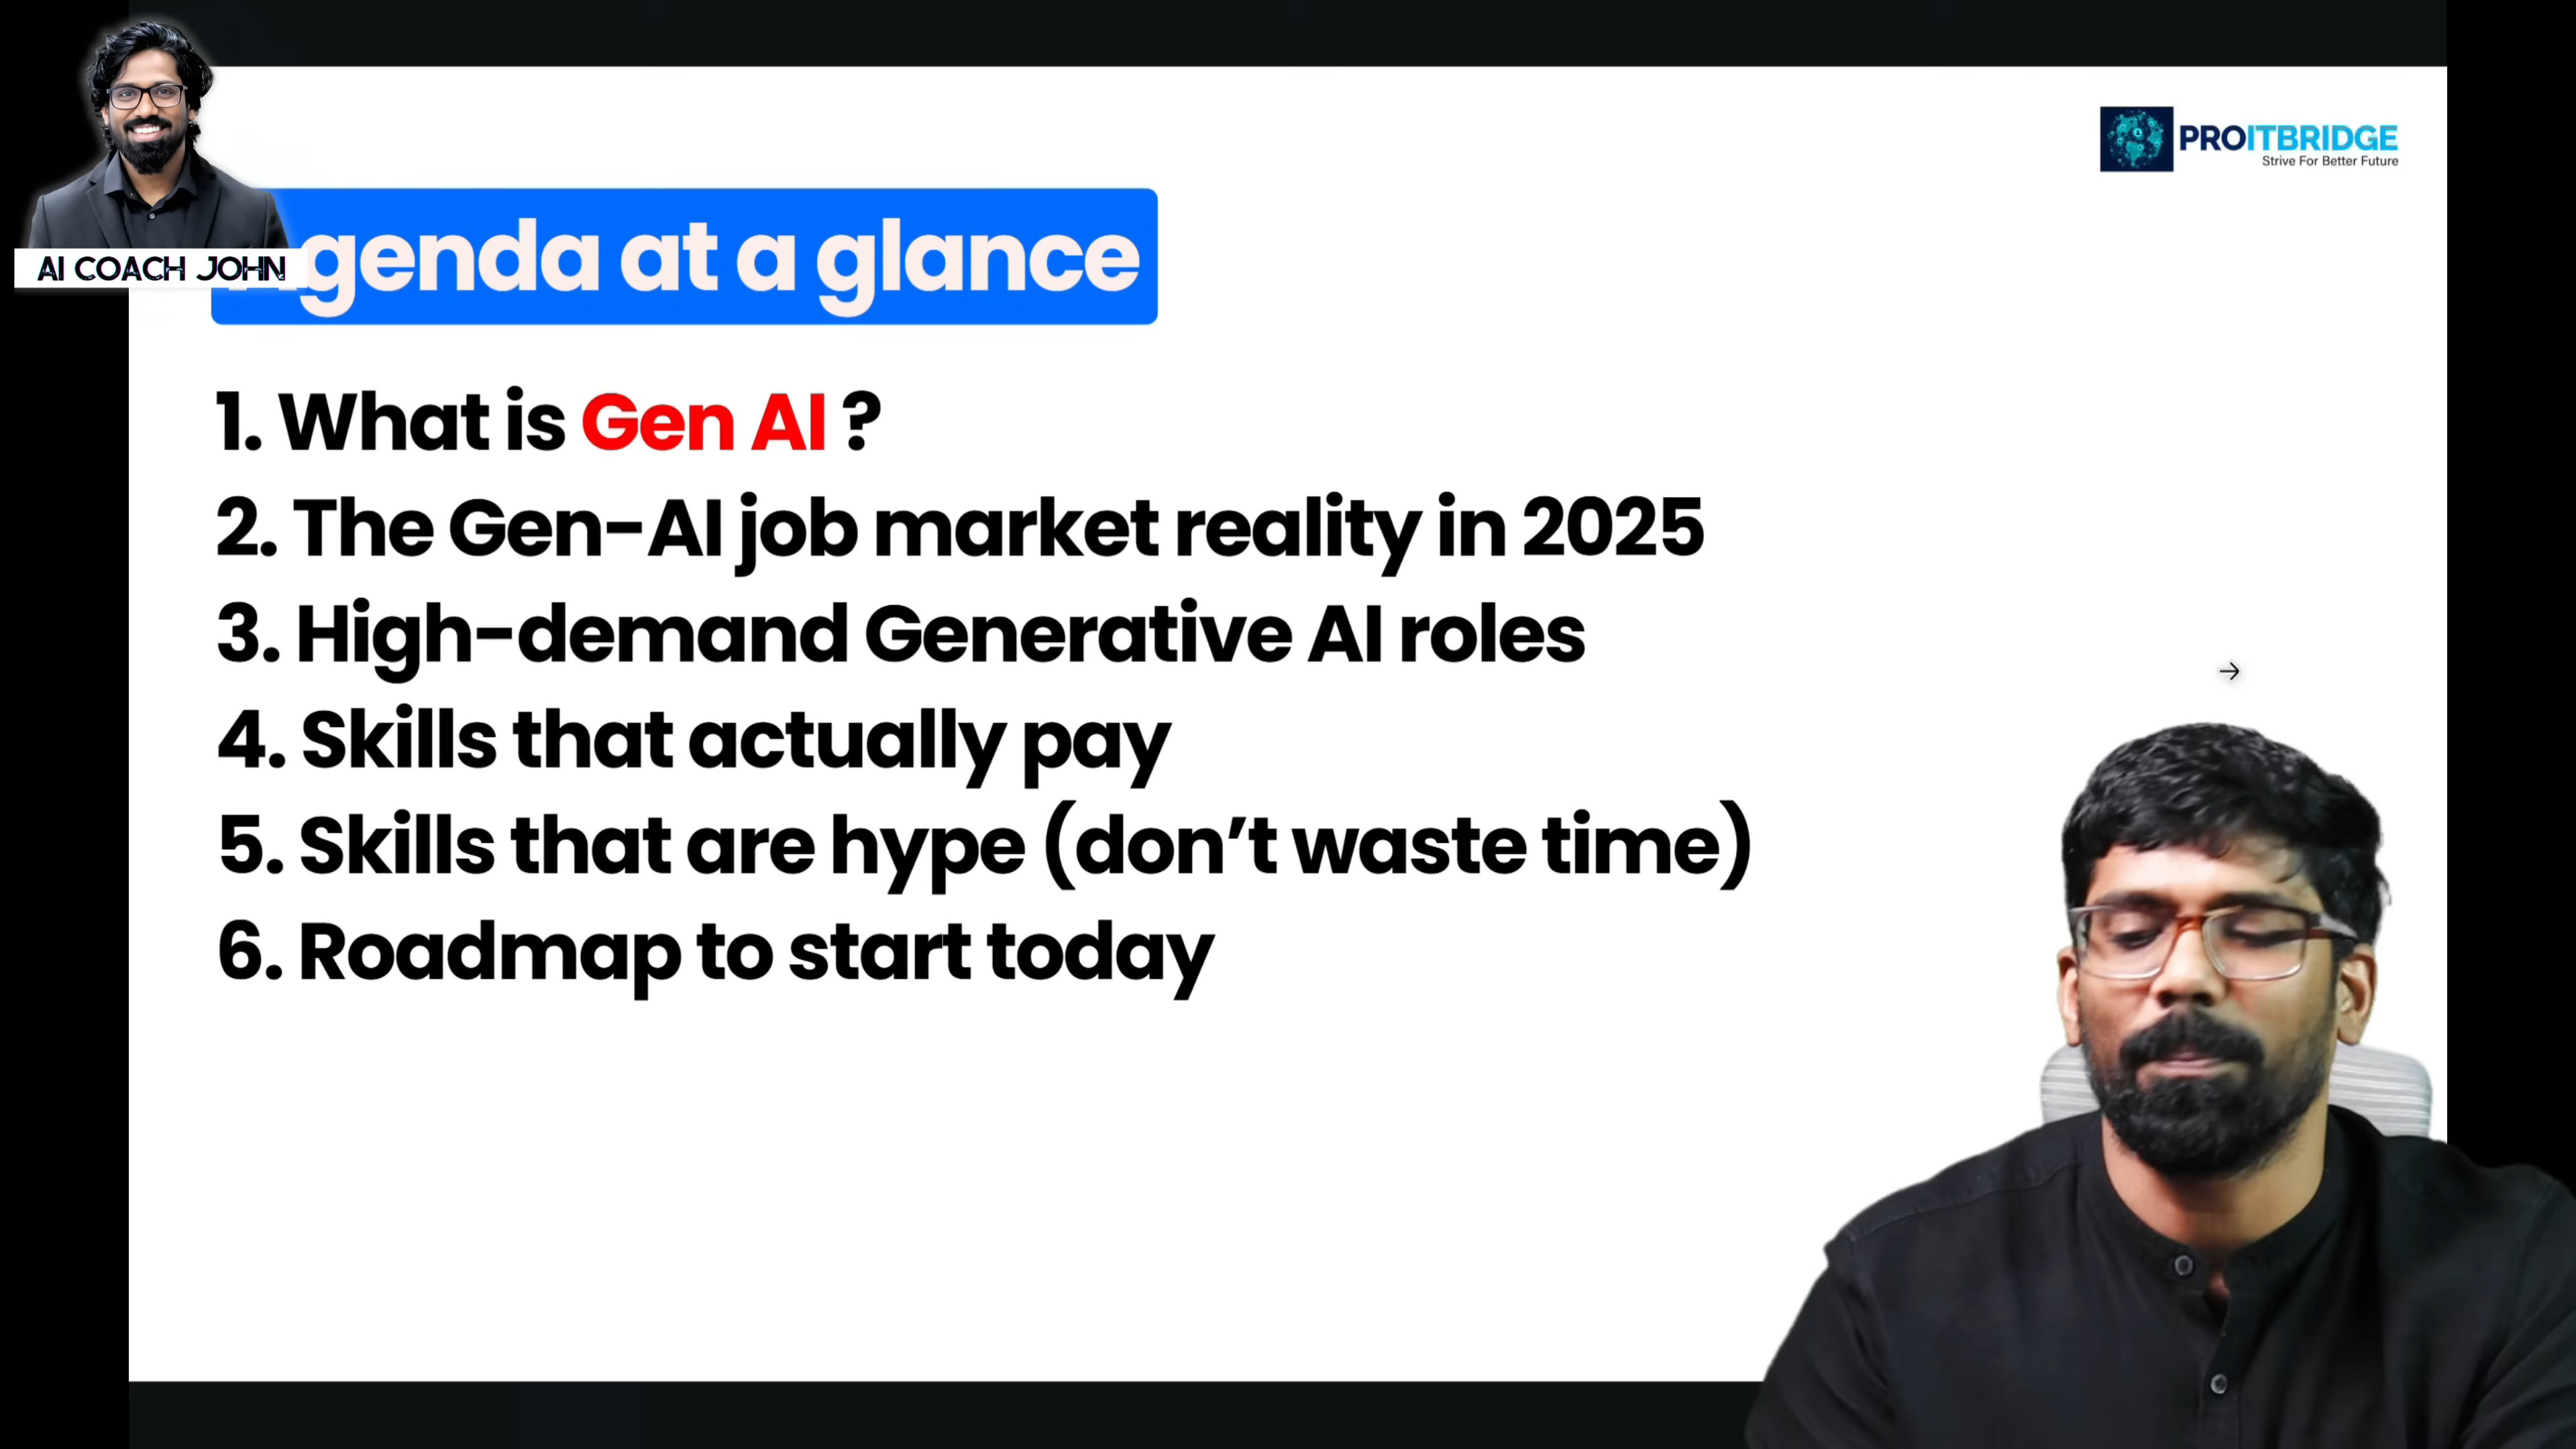 PROITBRIDGE
Strive For Better Future
AI COACH JOHN
genda at a glance
1. What is Gen AI ?
2. The Gen-AI job market reality in 2025
3. High-demand Generative AI roles
4. Skills that actually pay
5. Skills that are hype (don’t waste time)
6. Roadmap to start today